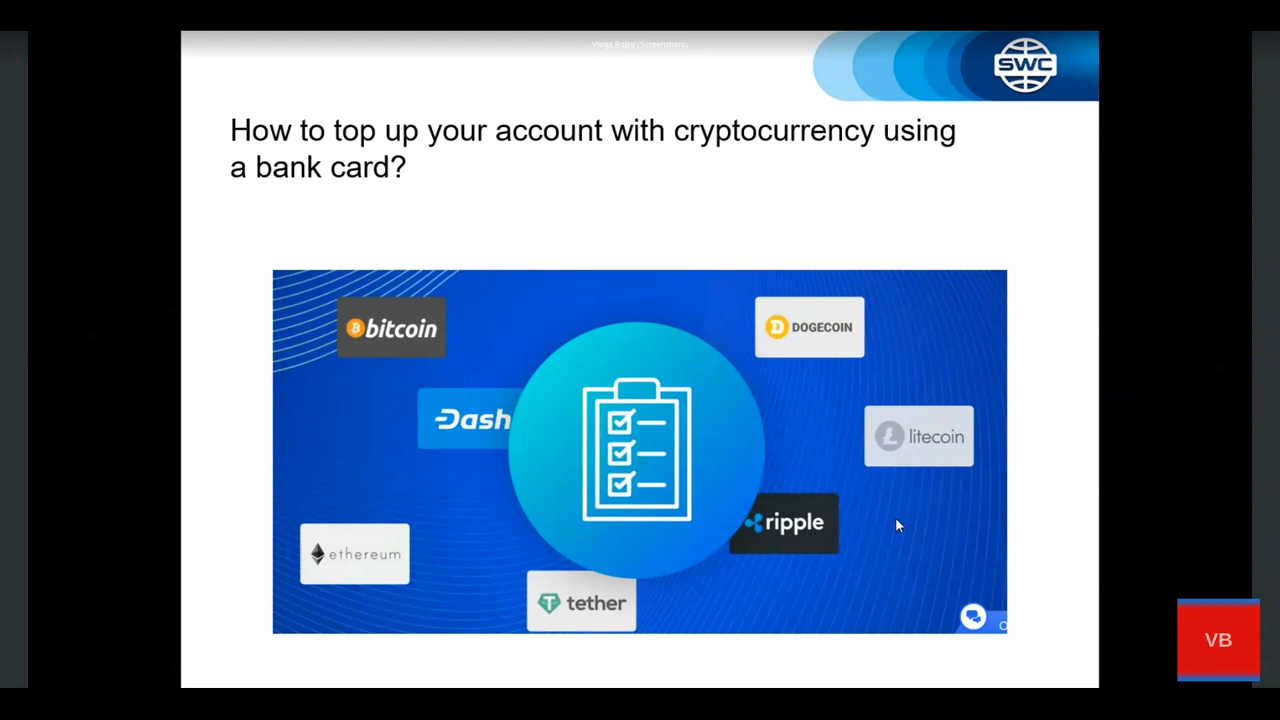 SWC
How to top up your account with cryptocurrency using
a bank card?
bitcoin
DOGECOIN
Dash
litecoin
ripple
ethereum
tether
VB